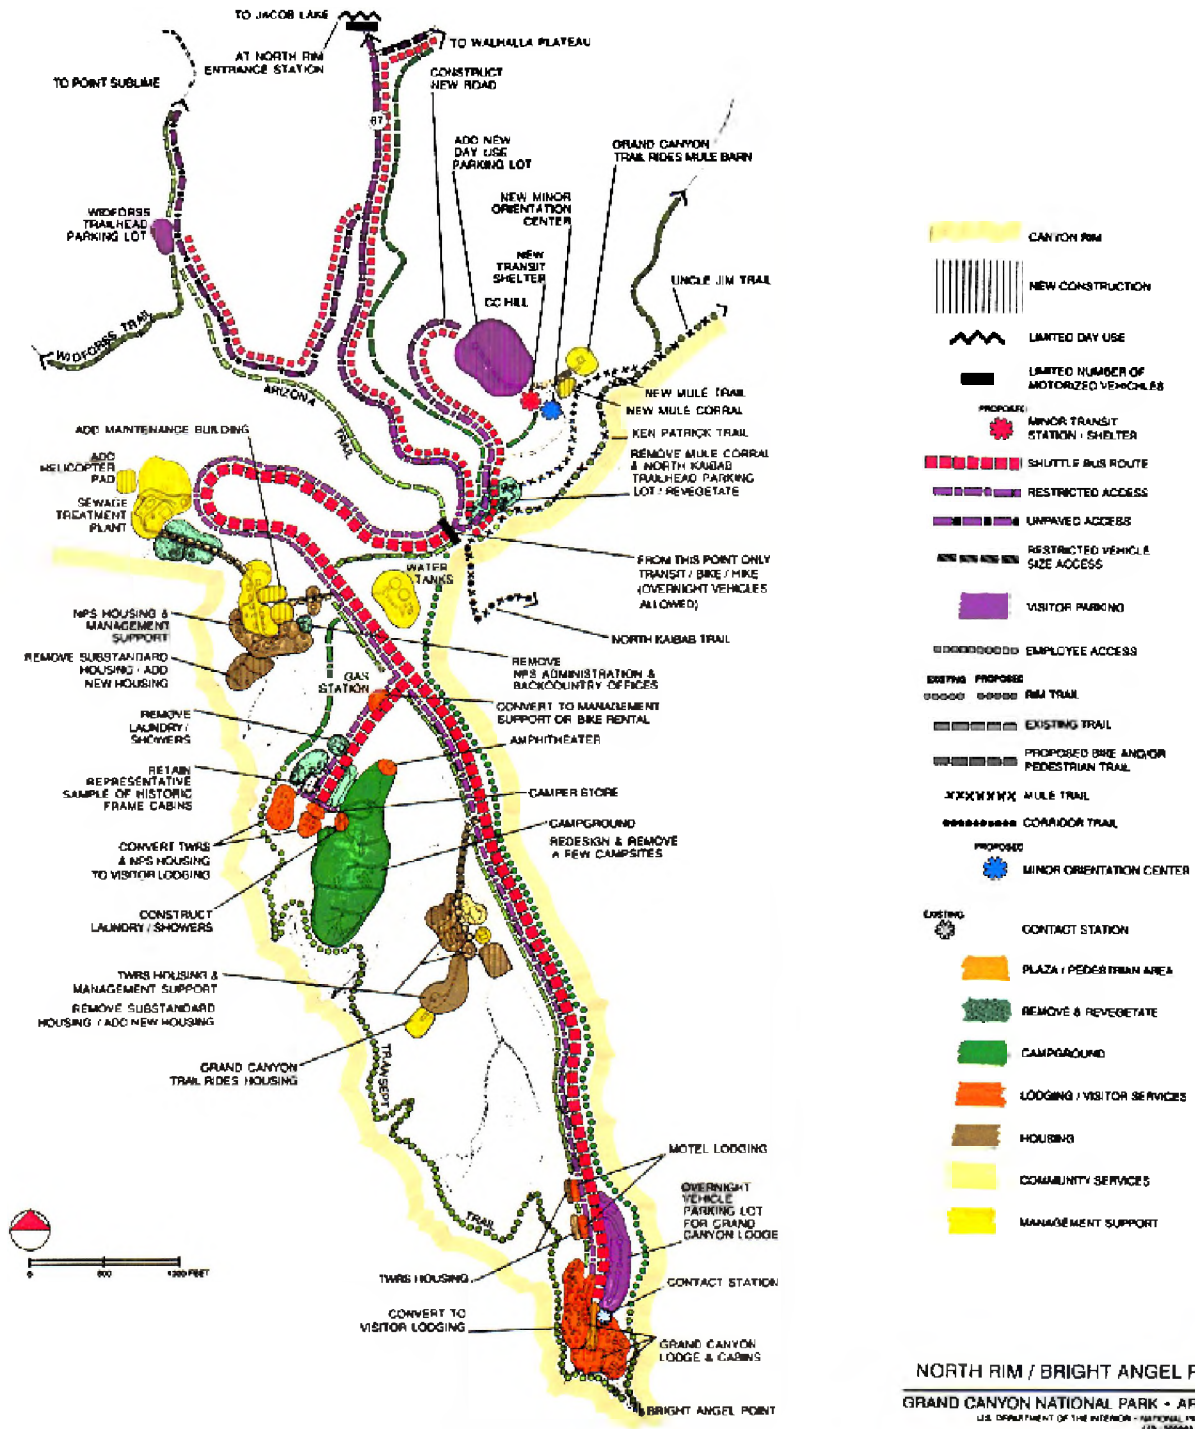 TO JACOB LAKE
AT NORTH RIM
ENTRANCE STATION
TO WALHALLA PLATEAU
TO POINT SUBLIME
CONSTRUCT
NEW ROAD
67
ADD NEW
DAY USE
PARKING LOT
GRAND CANYON
TRAIL RIDES MULE BARN
NEW MINOR
ORIENTATION
CENTER
WIDFORSS
TRAILHEAD
PARKING LOT
NEW
TRANSIT
SHELTER
CC HILL
UNCLE JIM TRAIL
WIDFORSS TRAIL
ARIZONA
TRAIL
NEW MULE TRAIL
NEW MULE CORRAL
KEN PATRICK TRAIL
REMOVE MULE CORRAL
& NORTH KAIBAB
TRAILHEAD PARKING
LOT / REVEGETATE
ADD MAINTENANCE BUILDING
ADD
HELICOPTER
PAD
SEWAGE
TREATMENT
PLANT
WATER
TANKS
FROM THIS POINT ONLY
TRANSIT / BIKE / HIKE
(OVERNIGHT VEHICLES
ALLOWED)
NORTH KAIBAB TRAIL
NPS HOUSING &
MANAGEMENT
SUPPORT
REMOVE SUBSTANDARD
HOUSING / ADD
NEW HOUSING
REMOVE
NPS ADMINISTRATION &
BACKCOUNTRY OFFICES
GAS
STATION
CONVERT TO MANAGEMENT
SUPPORT OR BIKE RENTAL
REMOVE
LAUNDRY /
SHOWERS
AMPHITHEATER
RETAIN
REPRESENTATIVE
SAMPLE OF HISTORIC
FRAME CABINS
CAMPER STORE
CAMPGROUND
REDESIGN & REMOVE
A FEW CAMPSITES
CONVERT TWRS
& NPS HOUSING
TO VISITOR LODGING
CONSTRUCT
LAUNDRY / SHOWERS
TWRS HOUSING &
MANAGEMENT SUPPORT
REMOVE SUBSTANDARD
HOUSING / ADD NEW HOUSING
GRAND CANYON
TRAIL RIDES HOUSING
TRANSEPT
TRAIL
MOTEL LODGING
OVERNIGHT
VEHICLE
PARKING LOT
FOR GRAND
CANYON LODGE
TWRS HOUSING
CONTACT STATION
CONVERT TO
VISITOR LODGING
GRAND CANYON
LODGE & CABINS
BRIGHT ANGEL POINT
CANYON RIM
NEW CONSTRUCTION
LIMITED DAY USE
LIMITED NUMBER OF
MOTORIZED VEHICHLES
PROPOSED
MINOR TRANSIT
STATION / SHELTER
SHUTTLE BUS ROUTE
RESTRICTED ACCESS
UNPAVED ACCESS
RESTRICTED VEHICLE
SIZE ACCESS
VISITOR PARKING
EMPLOYEE ACCESS
EXISTING PROPOSED
RIM TRAIL
EXISTING TRAIL
PROPOSED BIKE AND/OR
PEDESTRIAN TRAIL
MULE TRAIL
CORRIDOR TRAIL
PROPOSED
MINOR ORIENTATION CENTER
EXISTING
CONTACT STATION
PLAZA / PEDESTRIAN AREA
REMOVE & REVEGETATE
CAMPGROUND
LODGING / VISITOR SERVICES
HOUSING
COMMUNITY SERVICES
MANAGEMENT SUPPORT
0 600 1200 FEET
NORTH RIM / BRIGHT ANGEL P
GRAND CANYON NATIONAL PARK • AR
U.S. DEPARTMENT OF THE INTERIOR • NATIONAL